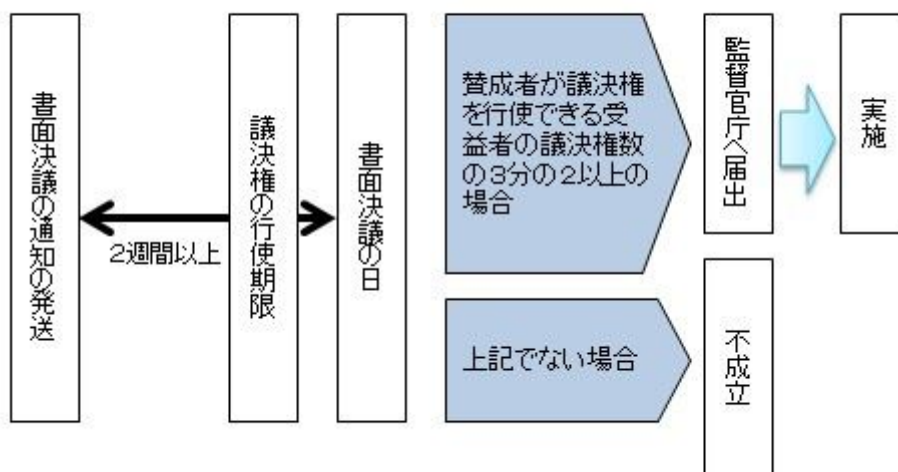 書面決議の通知の発送
2週間以上
議決権の行使期限
書面決議の日
賛成者が議決権
を行使できる受
益者の議決権数
の3分の2以上の
場合
監督官庁へ届出
実施
上記でない場合
不成立